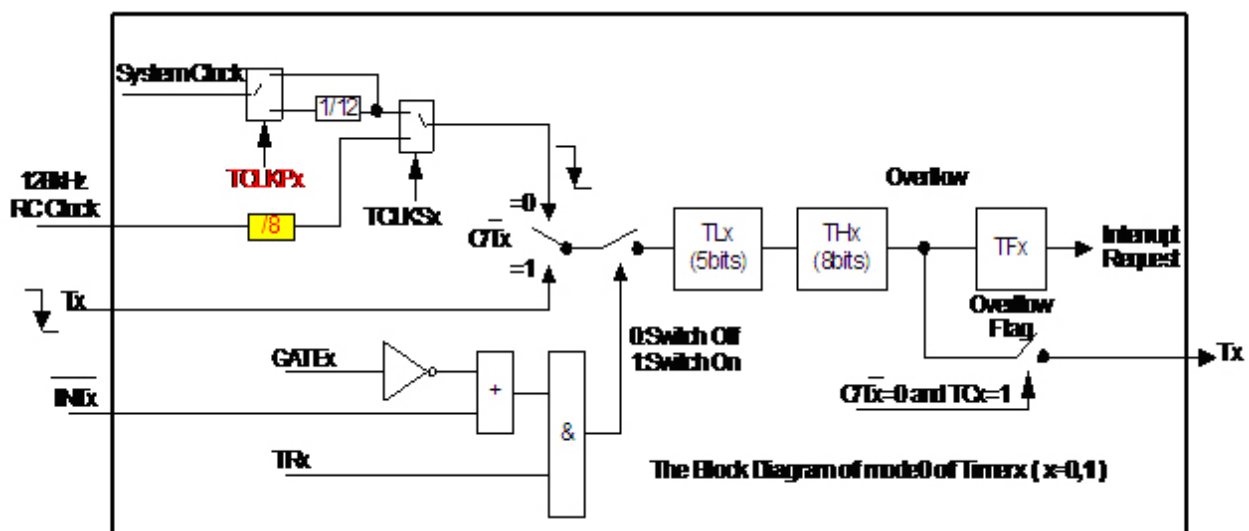 System Clock
1/12
TCLKPx
128kHz
RC Clock
/8
TCLKSx
=0
C/Tx
=1
Overflow
TLx
(5bits)
THx
(8bits)
TFx
Interrupt
Request
Overflow
Flag
Tx
0:Switch Off
1:Switch On
Tx
GATEx
INTx
+
&
TRx
C/Tx=0 and TCx=1
The Block Diagram of mode0 of Timerx ( x=0,1 )